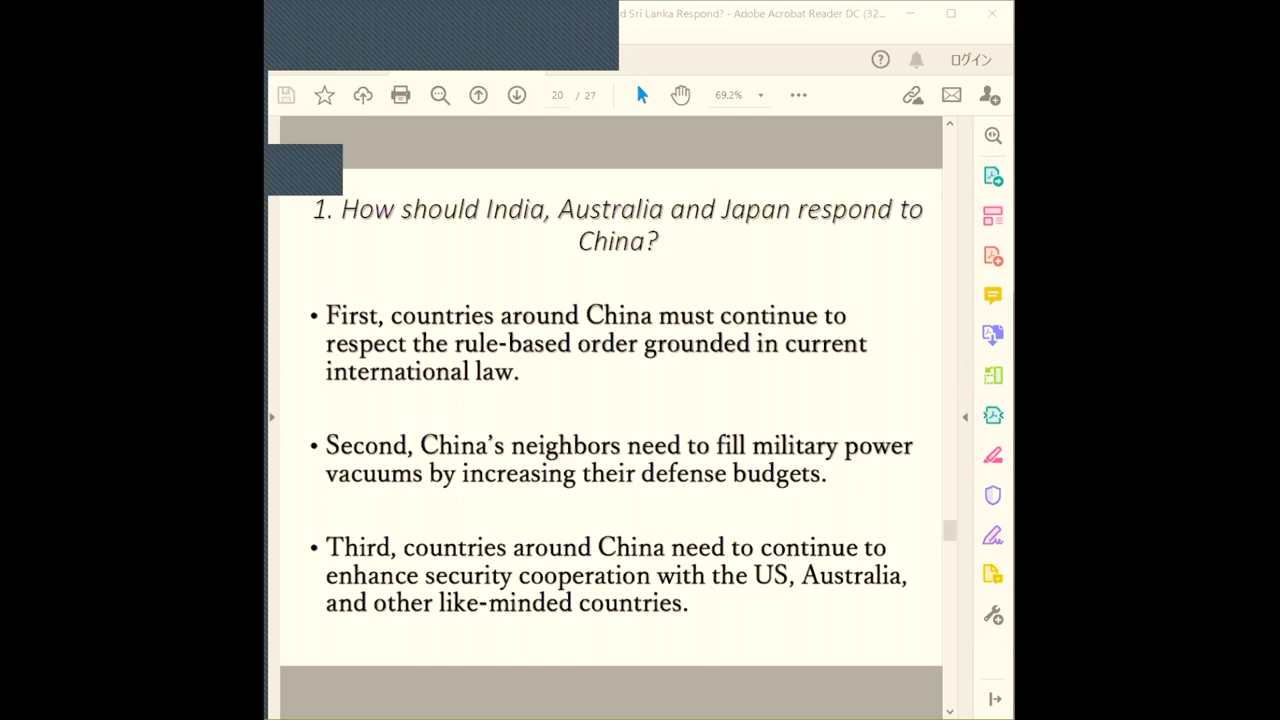 d Sri Lanka Respond? - Adobe Acrobat Reader DC (32...
ログイン
20 / 27
69.2%
1. How should India, Australia and Japan respond to
China?
• First, countries around China must continue to
respect the rule-based order grounded in current
international law.
• Second, China's neighbors need to fill military power
vacuums by increasing their defense budgets.
• Third, countries around China need to continue to
enhance security cooperation with the US, Australia,
and other like-minded countries.